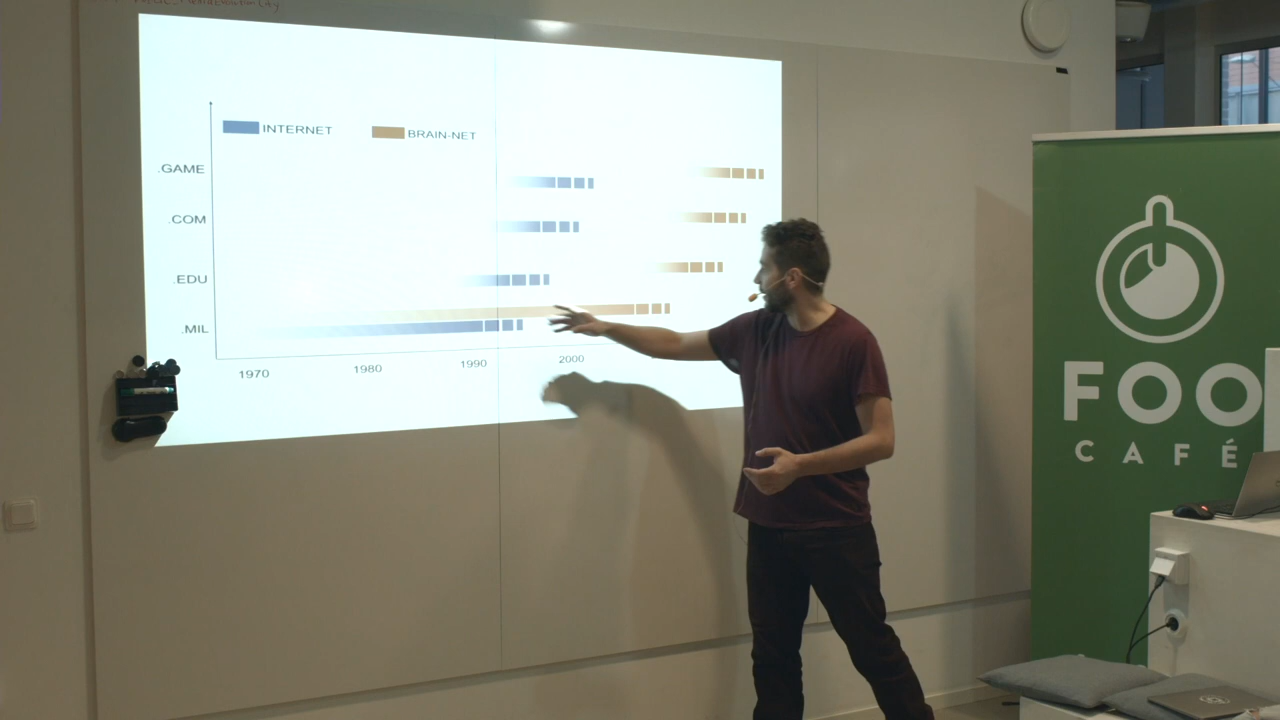 INTERNET BRAIN-NET
.GAME
.COM
.EDU
.MIL
1970 1980 1990 2000
FOO
CAFÉ